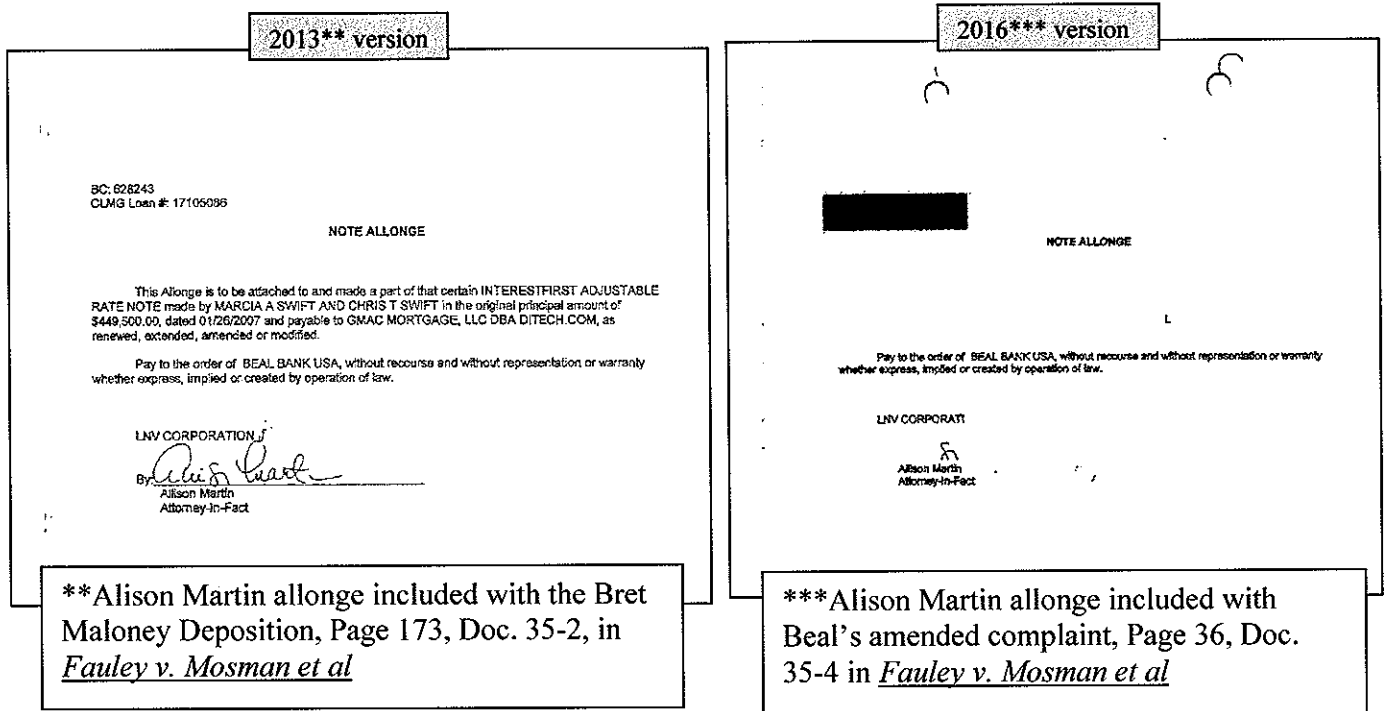 2013** version
BC: 628243
CLMG Loan #: 17105086
NOTE ALLONGE
This Allonge is to be attached to and made a part of that certain INTERESTFIRST ADJUSTABLE
RATE NOTE made by MARCIA A SWIFT AND CHRIS T SWIFT in the original principal amount of
$449,500.00, dated 01/26/2007 and payable to GMAC MORTGAGE, LLC DBA DITECH.COM, as
renewed, extended, amended or modified.
Pay to the order of BEAL BANK USA, without recourse and without representation or warranty
whether express, implied or created by operation of law.
LNV CORPORATION
By:
Allison Martin
Attorney-In-Fact
**Alison Martin allonge included with the Bret
Maloney Deposition, Page 173, Doc. 35-2, in
Fauley v. Mosman et al
2016*** version
NOTE ALLONGE
L
Pay to the order of BEAL BANK USA, without recourse and without representation or warranty
whether express, implied or created by operation of law.
LNV CORPORATI
Allison Martin
Attorney-In-Fact
***Alison Martin allonge included with
Beal's amended complaint, Page 36, Doc.
35-4 in Fauley v. Mosman et al